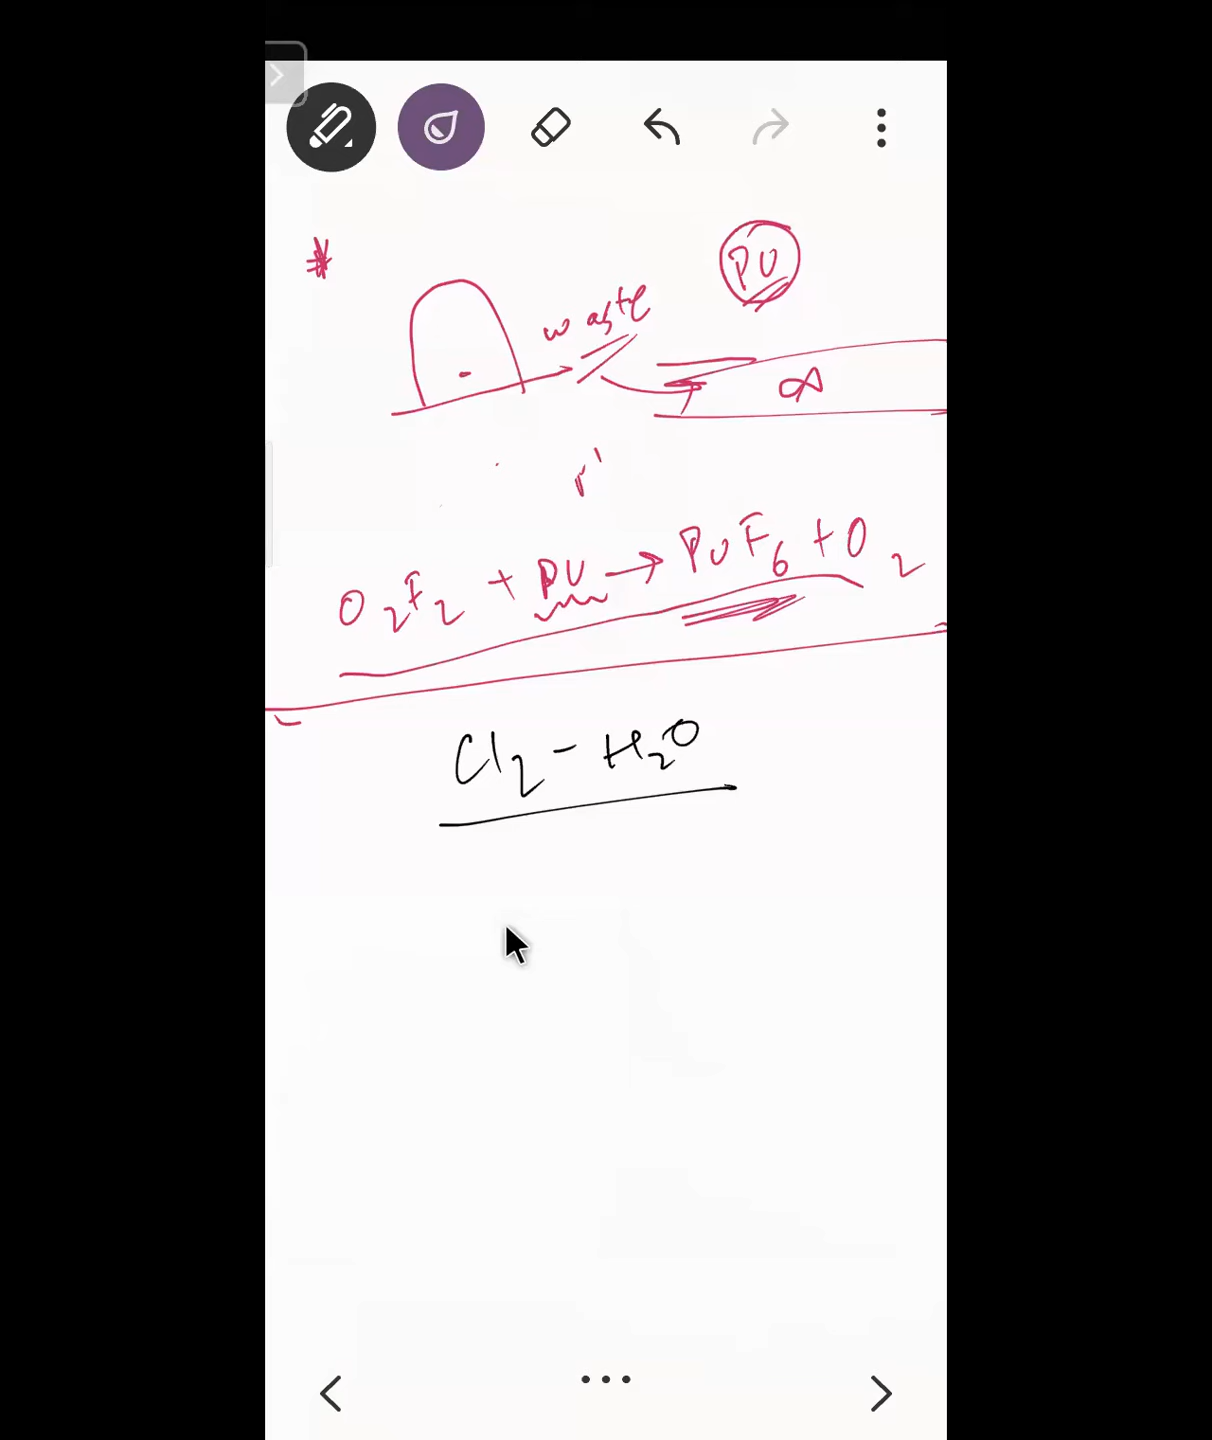 *
PU
waste
O2F2 + PU → PUF6 + O2
Cl2 - H2O